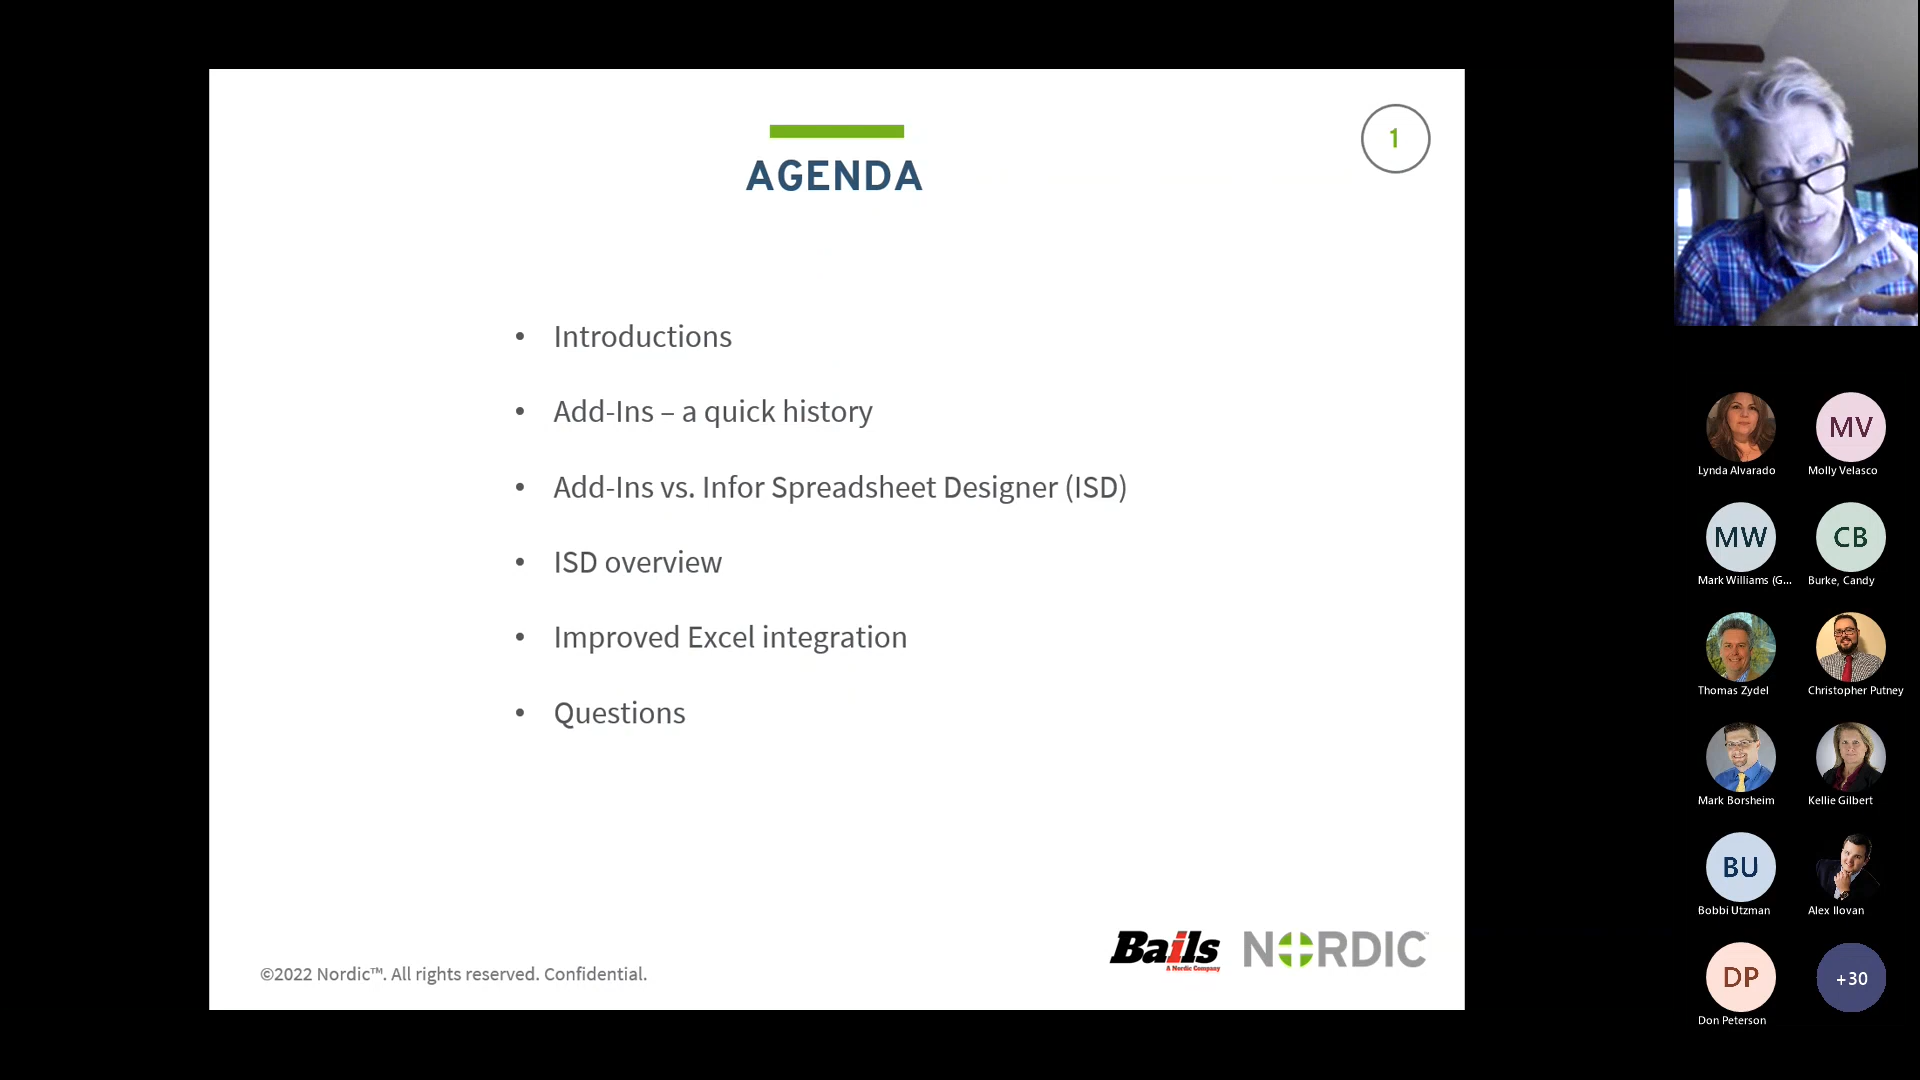 AGENDA
1
• Introductions
• Add-Ins – a quick history
• Add-Ins vs. Infor Spreadsheet Designer (ISD)
• ISD overview
• Improved Excel integration
• Questions
©2022 Nordic™. All rights reserved. Confidential.
Bails
A Nordic Company
NORDIC™
Lynda Alvarado
MV
Molly Velasco
MW
Mark Williams (G...
CB
Burke, Candy
Thomas Zydel
Christopher Putney
Mark Borsheim
Kellie Gilbert
BU
Bobbi Utzman
Alex Ilovan
DP
Don Peterson
+30